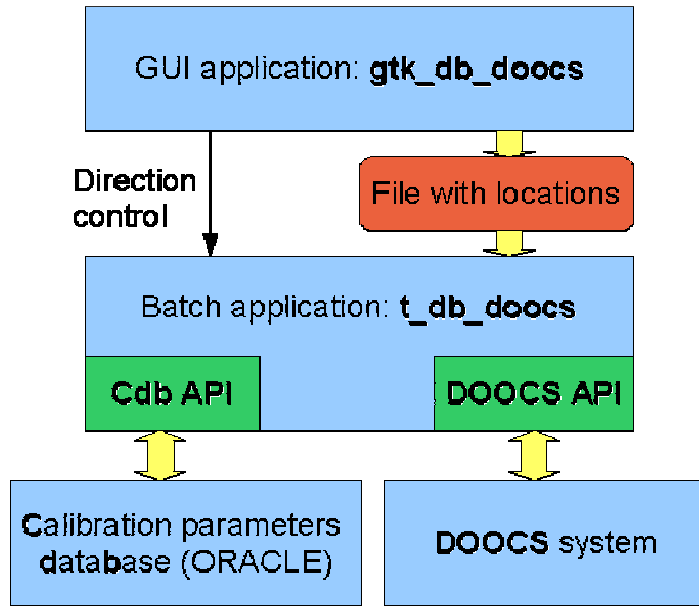 GUI application: gtk_db_doocs
Direction
control
File with locations
Batch application: t_db_doocs
Cdb API
DOOCS API
Calibration parameters
database (ORACLE)
DOOCS system